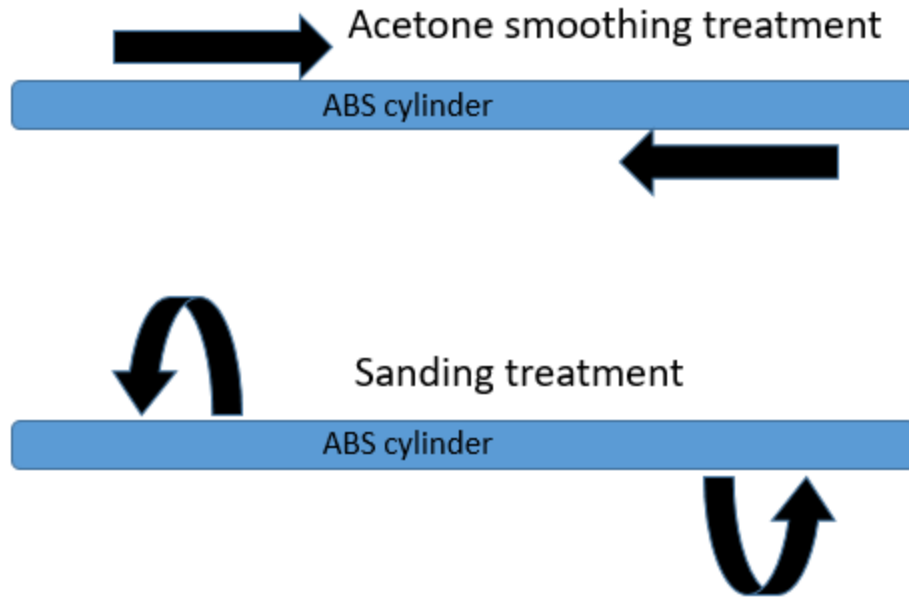 Acetone smoothing treatment
ABS cylinder
Sanding treatment
ABS cylinder